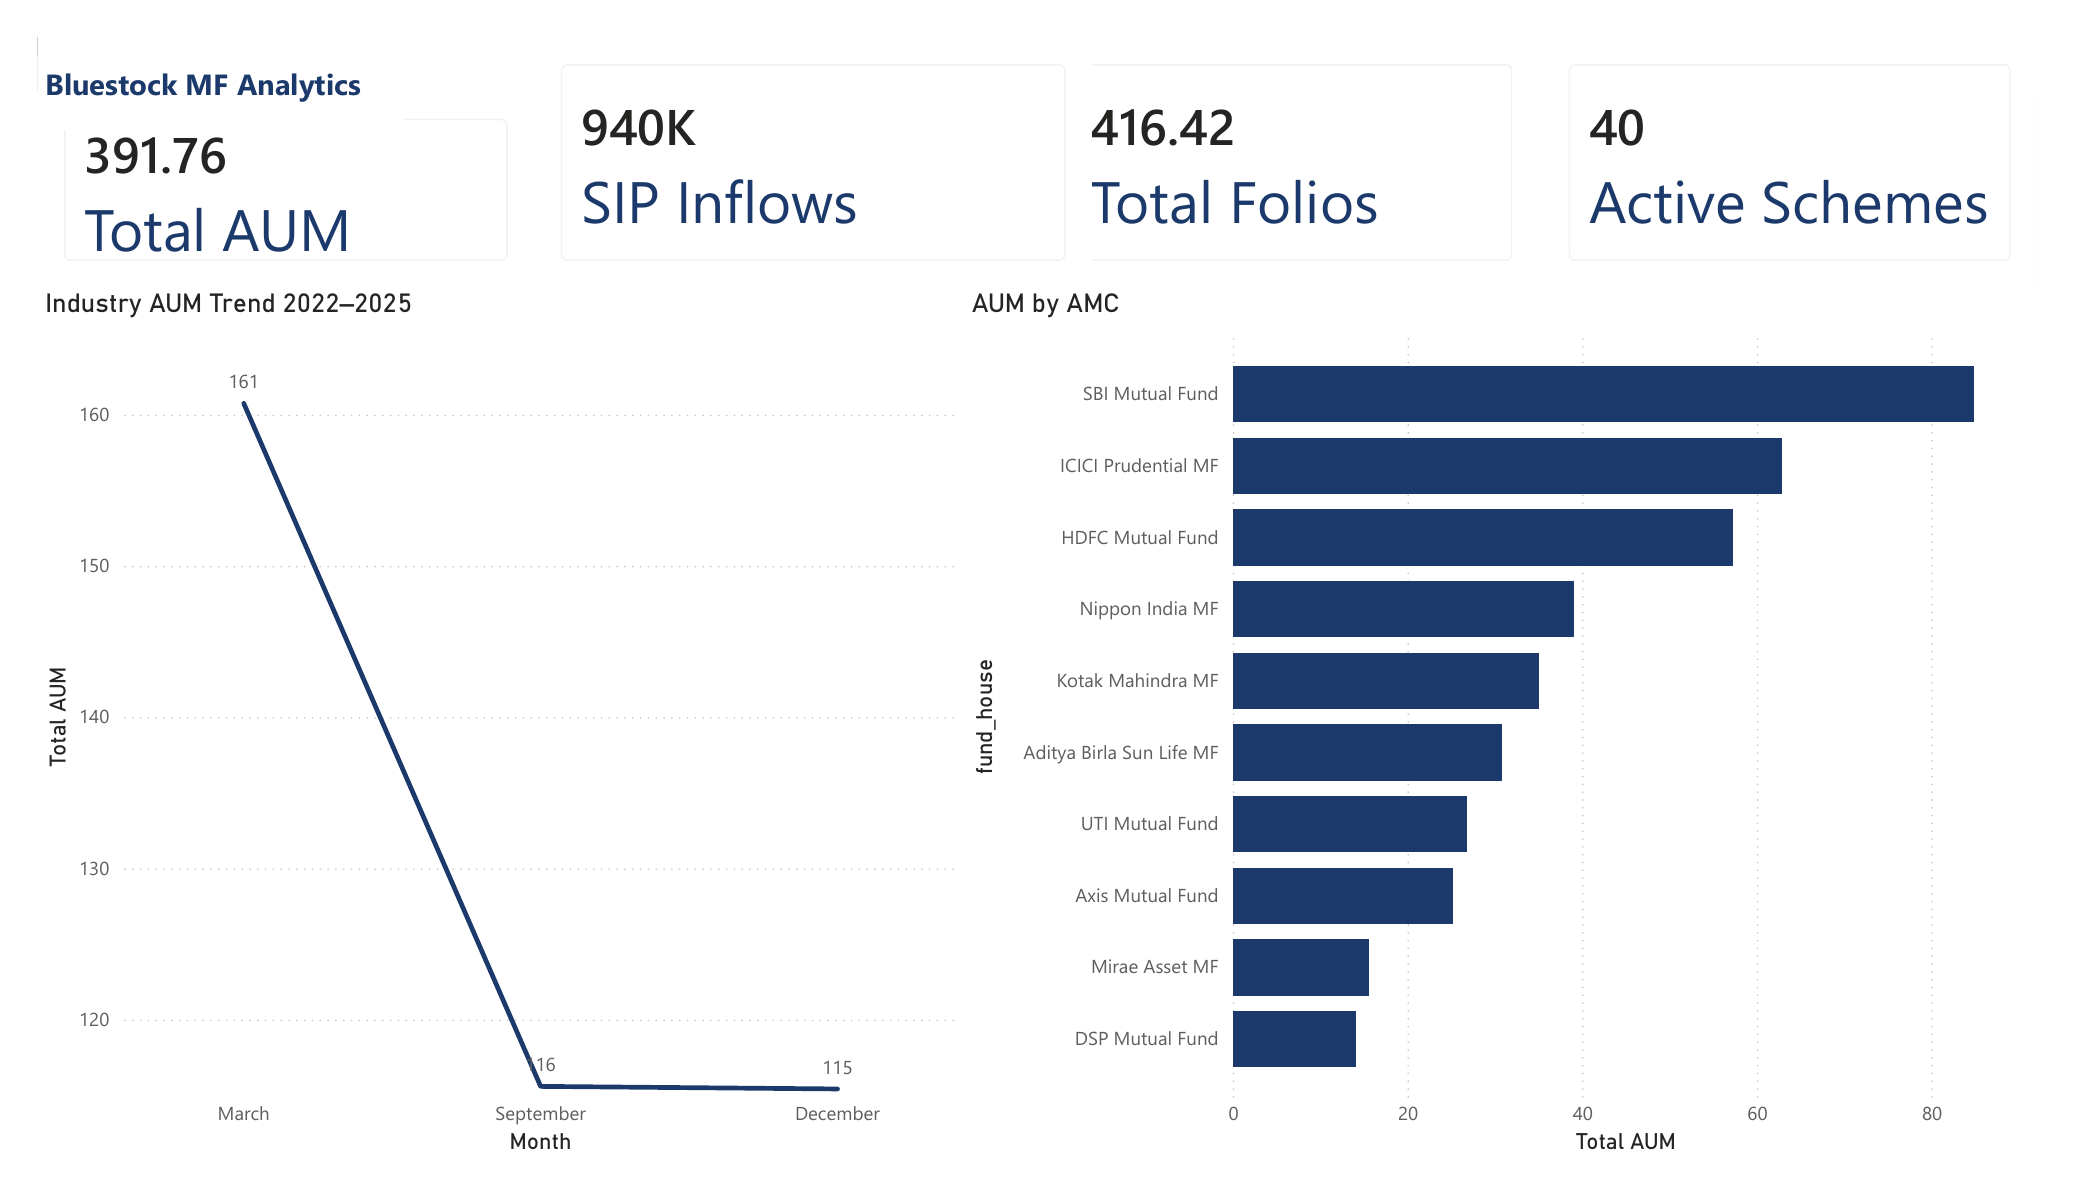 Bluestock MF Analytics
391.76
Total AUM
940K
SIP Inflows
416.42
Total Folios
40
Active Schemes
Industry AUM Trend 2022–2025
Total AUM
160
150
140
130
120
161
16
115
March
September
December
Month
AUM by AMC
fund_house
SBI Mutual Fund
ICICI Prudential MF
HDFC Mutual Fund
Nippon India MF
Kotak Mahindra MF
Aditya Birla Sun Life MF
UTI Mutual Fund
Axis Mutual Fund
Mirae Asset MF
DSP Mutual Fund
0
20
40
60
80
Total AUM